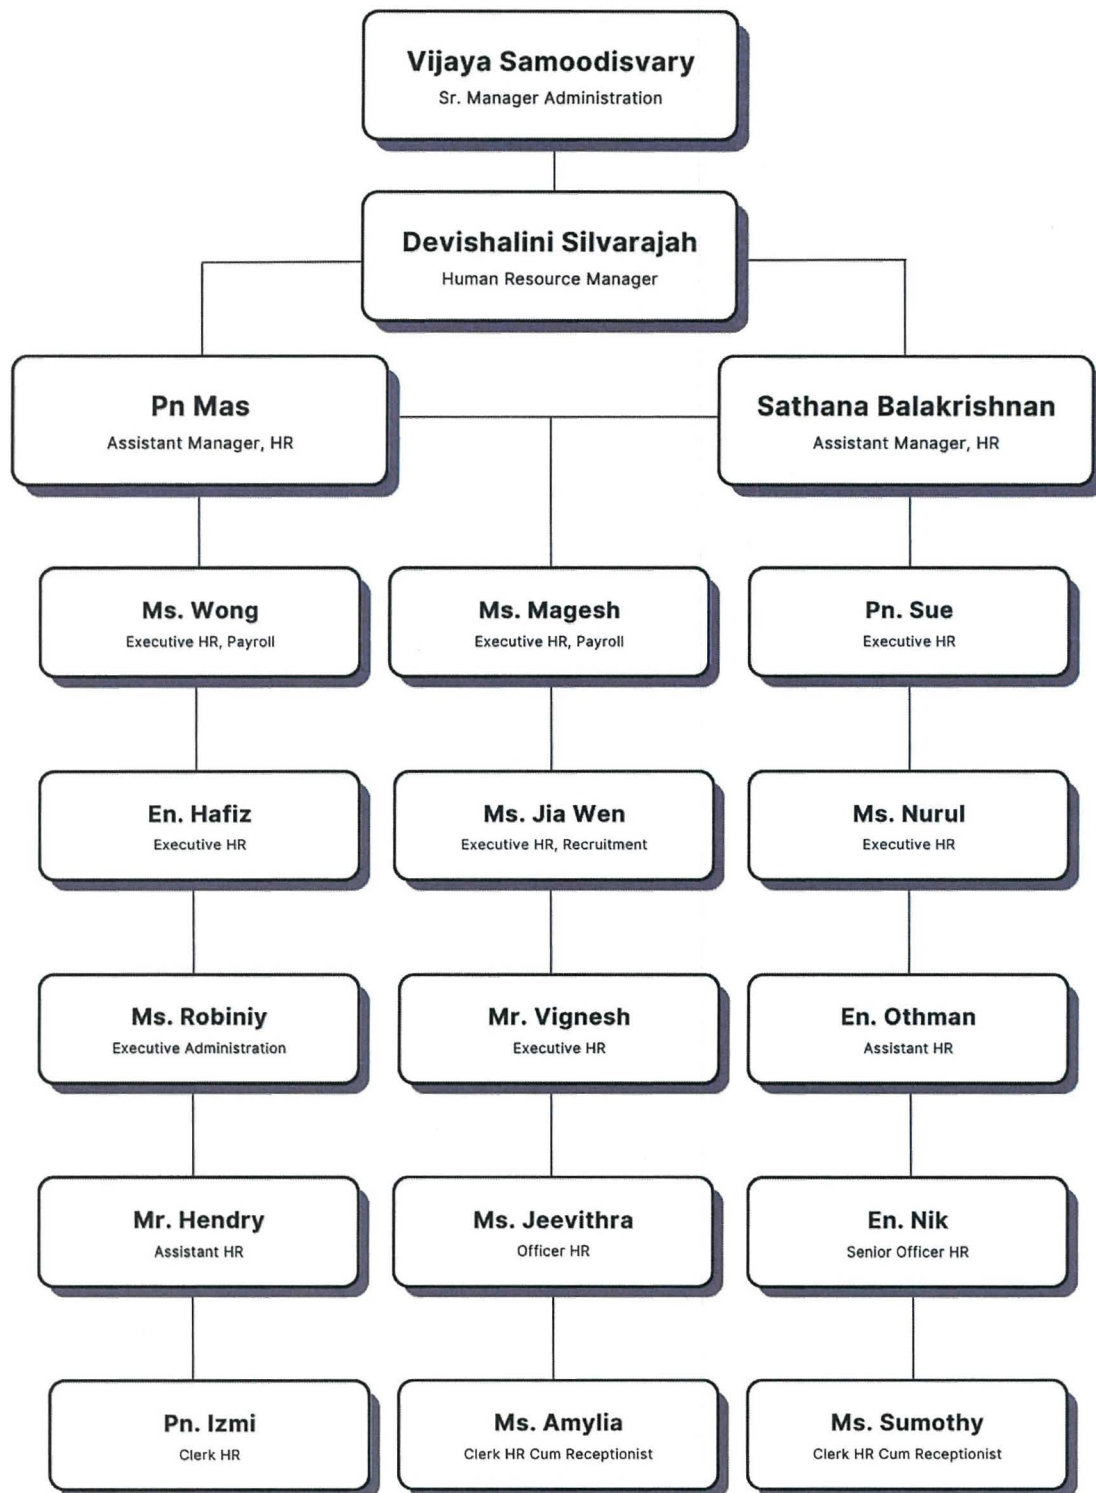 Vijaya Samoodisvary
Sr. Manager Administration
Devishalini Silvarajah
Human Resource Manager
Pn Mas
Assistant Manager, HR
Sathana Balakrishnan
Assistant Manager, HR
Ms. Wong
Executive HR, Payroll
Ms. Magesh
Executive HR, Payroll
Pn. Sue
Executive HR
En. Hafiz
Executive HR
Ms. Jia Wen
Executive HR, Recruitment
Ms. Nurul
Executive HR
Ms. Robiniy
Executive Administration
Mr. Vignesh
Executive HR
En. Othman
Assistant HR
Mr. Hendry
Assistant HR
Ms. Jeevithra
Officer HR
En. Nik
Senior Officer HR
Pn. Izmi
Clerk HR
Ms. Amylia
Clerk HR Cum Receptionist
Ms. Sumothy
Clerk HR Cum Receptionist